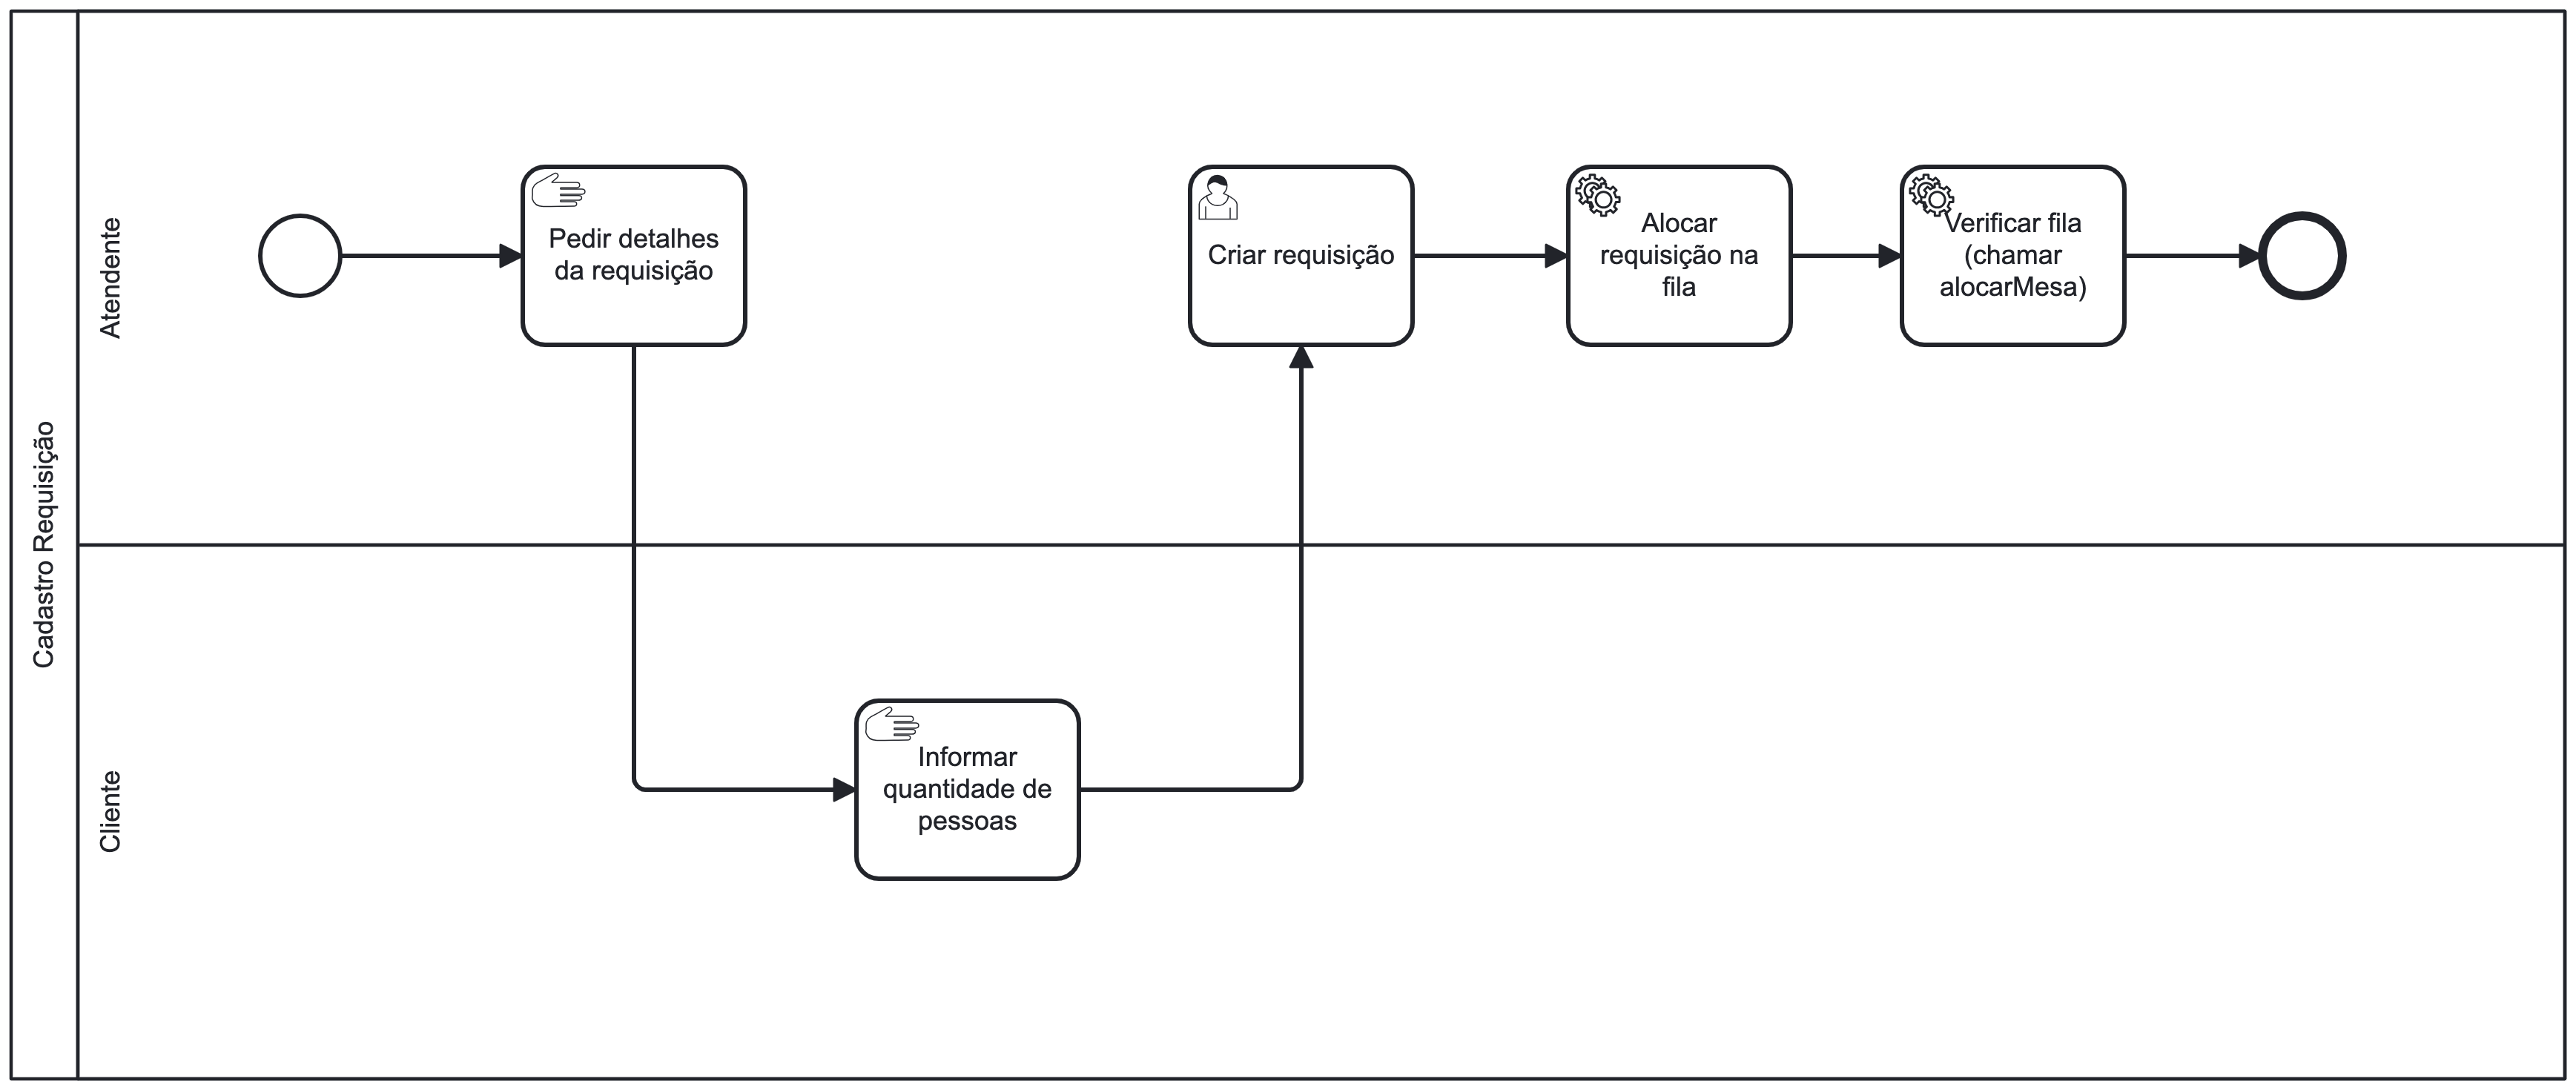 Cadastro Requisição
Atendente
Pedir detalhes
da requisição
Criar requisição
Alocar
requisição na
fila
Verificar fila
(chamar
alocarMesa)
Cliente
Informar
quantidade de
pessoas